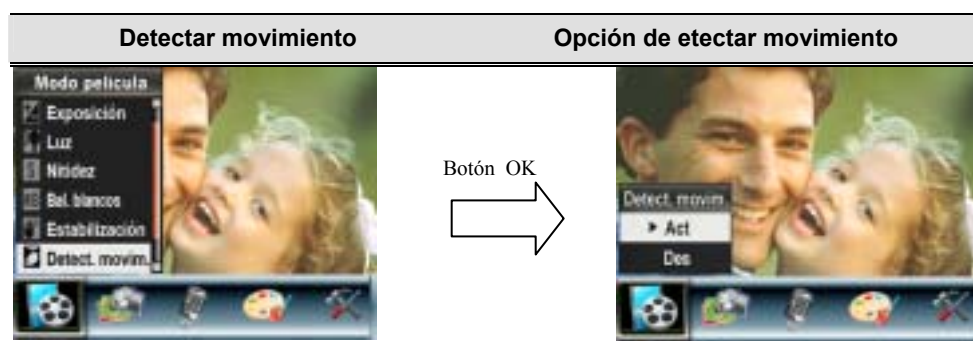 Detectar movimiento
Opción de etectar movimiento
Modo película
Exposición
Luz
Nitidez
Bal. blancos
Estabilización
Detect. movim.
Botón OK
Detect. movim.
Act
Des